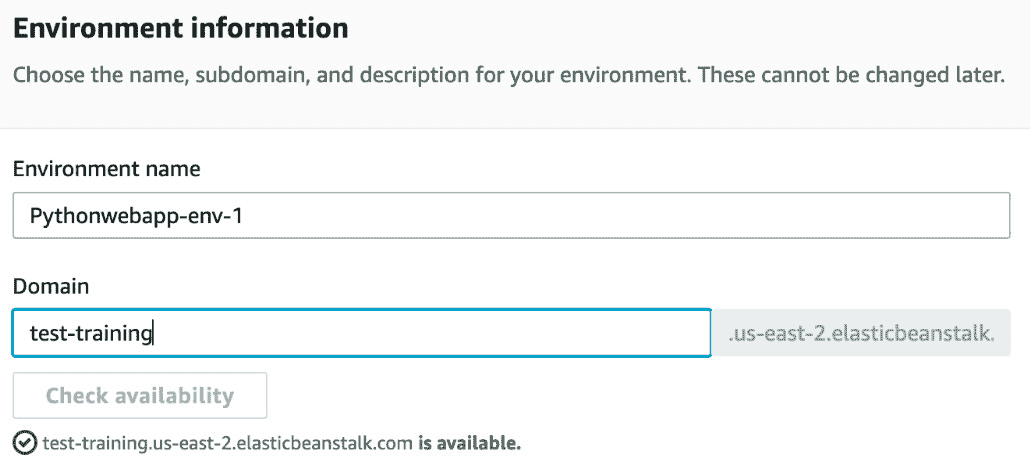 Environment information
Choose the name, subdomain, and description for your environment. These cannot be changed later.
Environment name
Pythonwebapp-env-1
Domain
test-training .us-east-2.elasticbeanstalk.
Check availability
test-training.us-east-2.elasticbeanstalk.com is available.